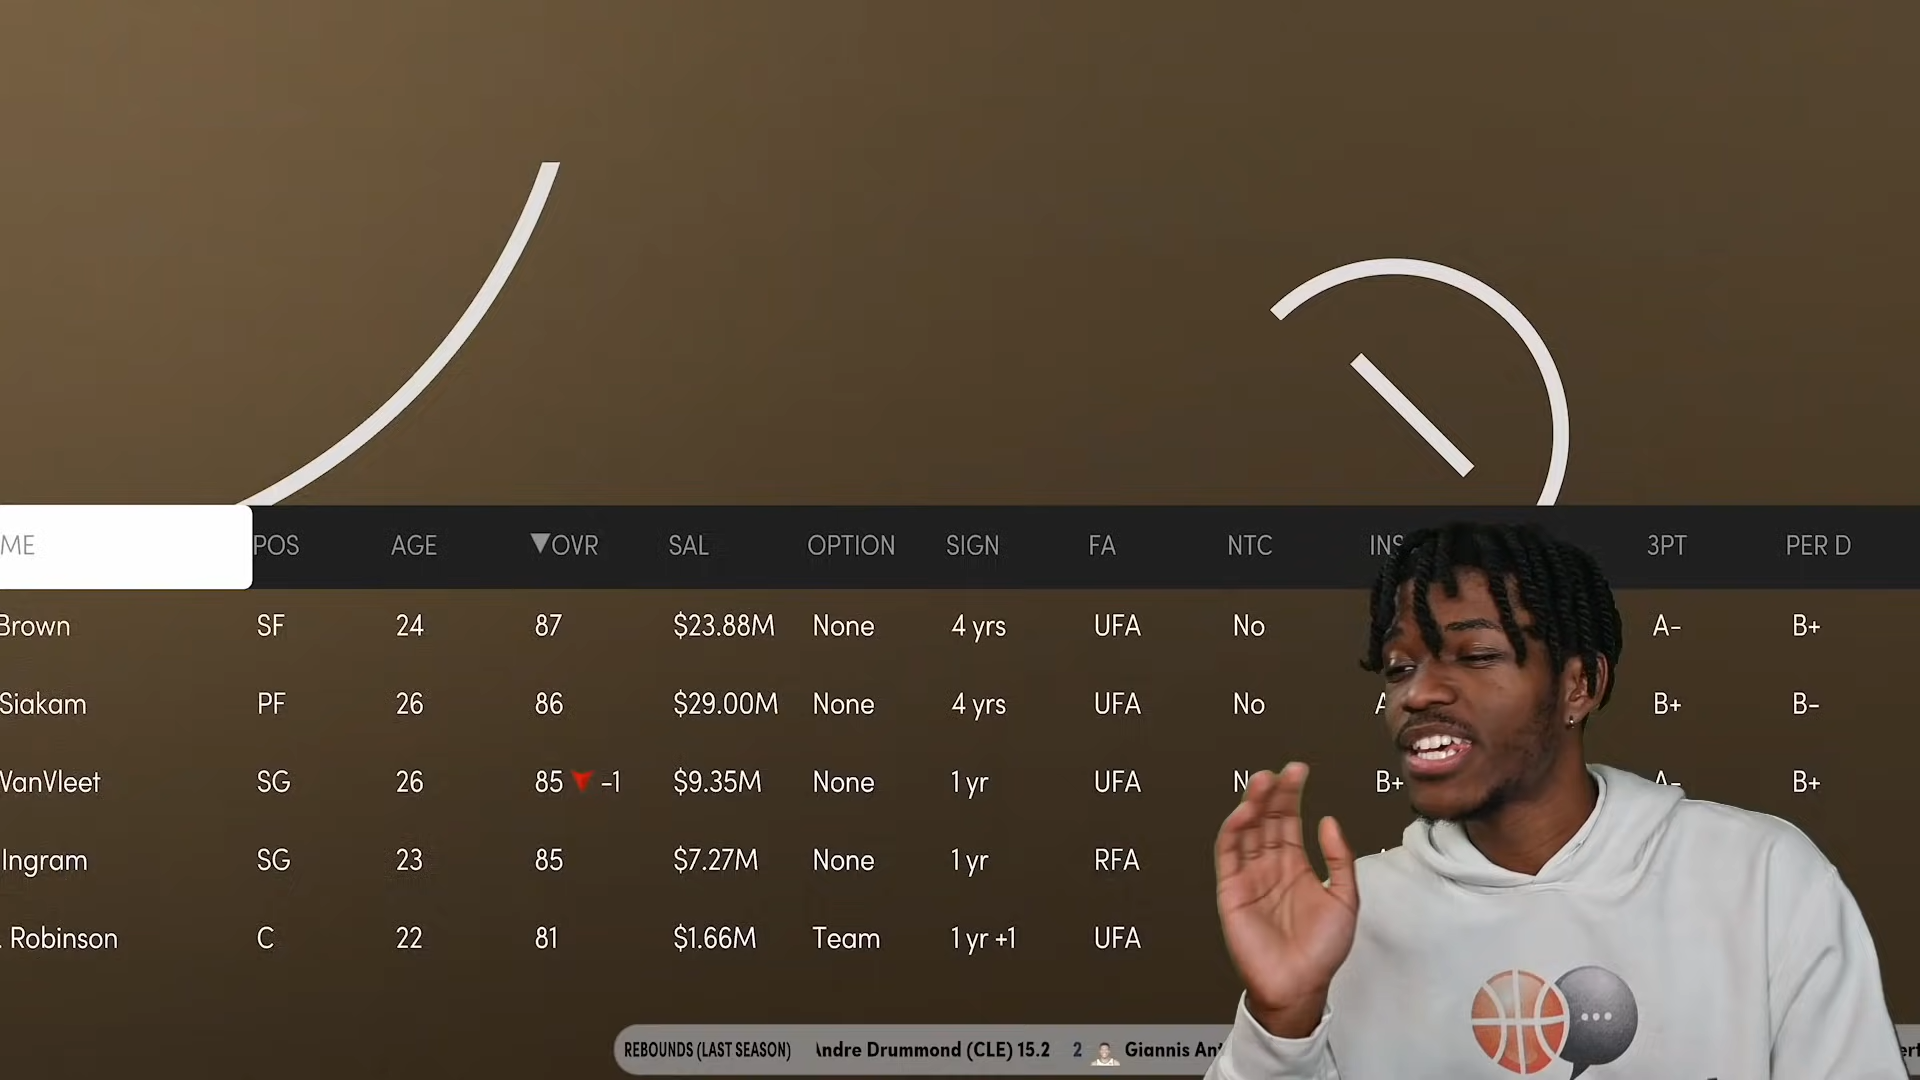 ME POS AGE ▼OVR SAL OPTION SIGN FA NTC INS 3PT PER D
Brown SF 24 87 $23.88M None 4 yrs UFA No A- B+
Siakam PF 26 86 $29.00M None 4 yrs UFA No B+ B-
VanVleet SG 26 85 -1 $9.35M None 1 yr UFA B+ A- B+
Ingram SG 23 85 $7.27M None 1 yr RFA
. Robinson C 22 81 $1.66M Team 1 yr +1 UFA
REBOUNDS (LAST SEASON) Andre Drummond (CLE) 15.2 2 Giannis